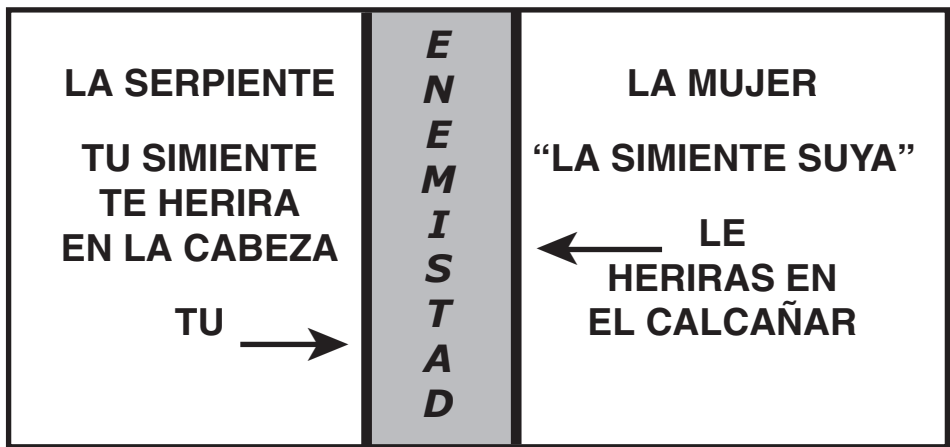 LA SERPIENTE
TU SIMIENTE
TE HERIRA
EN LA CABEZA
TU
ENEMISTAD
LA MUJER
“LA SIMIENTE SUYA”
LE
HERIRAS EN
EL CALCAÑAR